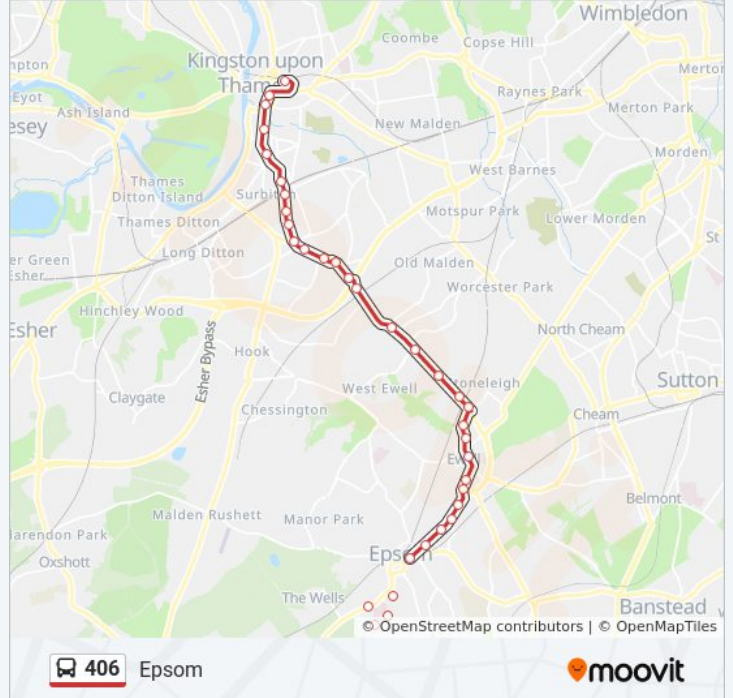 Wimbledon
Coombe
Copse Hill
Kingston upon
Tham
mpton
Merton
Raynes Park
Eyot
Ash Island
Merton Park
esey
New Malden
Morden
West Barnes
Thames
Ditton Island
Surbiton
Motspur Park
Lower Morden
Thames Ditton
St
Long Ditton
er Green
Esher
Old Malden
Worcester Park
Hinchley Wood
Esher
North Cheam
Esher Bypass
Hook
West Ewell
toneleigh
Sutton
Claygate
Chessington
Cheam
Ew
Belmont
Malden Rushett
Manor Park
larendon Park
Epsom
Oxshott
The Wells
Banstead
© OpenStreetMap contributors | © OpenMapTiles
406 Epsom
moovit